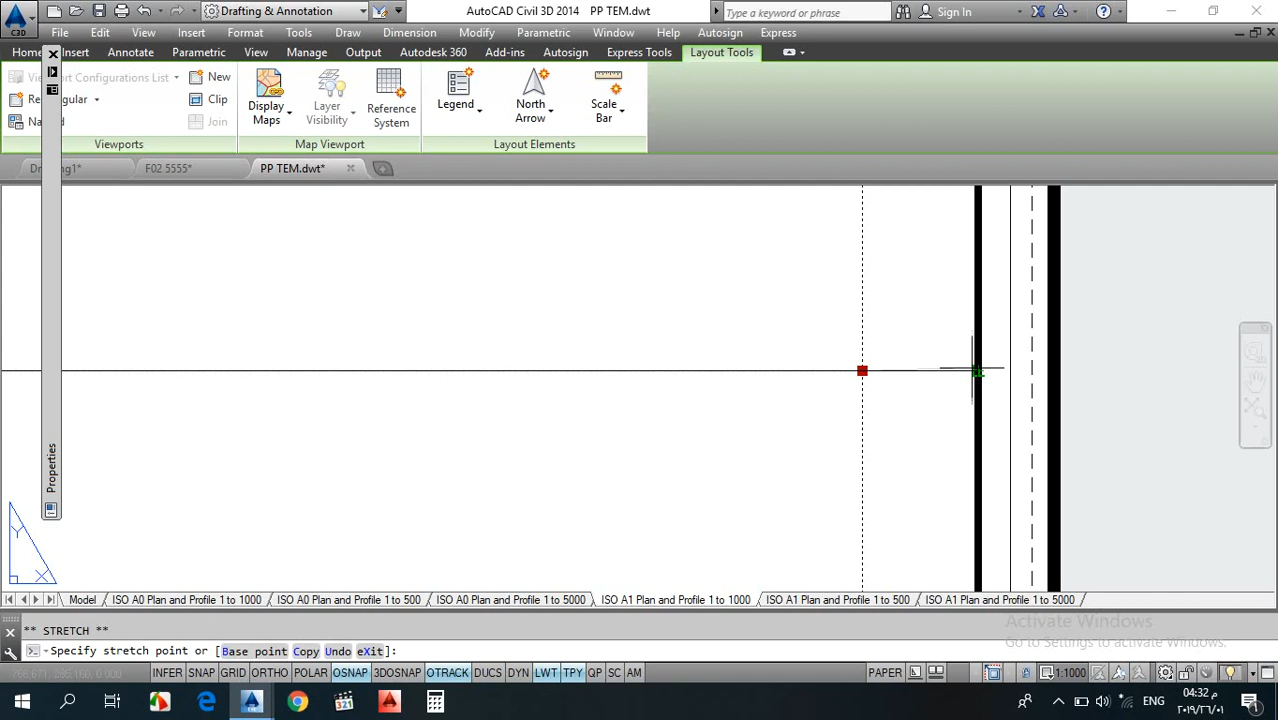 Drafting & Annotation
AutoCAD Civil 3D 2014 PP TEM.dwt
Type a keyword or phrase
Sign In
C3D
File Edit View Insert Format Tools Draw Dimension Modify Parametric Window Help Autosign Express
Home Insert Annotate Parametric View Manage Output Autodesk 360 Add-ins Autosign Express Tools Layout Tools
Viewport Configurations List New
Clip
Join
Display Maps
Layer Visibility
Reference System
Legend
North Arrow
Scale Bar
Viewports Map Viewport Layout Elements
F02 5555* PP TEM.dwt*
Properties
Y
X
Model ISO A0 Plan and Profile 1 to 1000 ISO A0 Plan and Profile 1 to 500 ISO A0 Plan and Profile 1 to 5000 ISO A1 Plan and Profile 1 to 1000 ISO A1 Plan and Profile 1 to 500 ISO A1 Plan and Profile 1 to 5000
Activate Windows
Go to Settings to activate Windows.
** STRETCH **
Specify stretch point or [Base point Copy Undo eXit]:
INFER SNAP GRID ORTHO POLAR OSNAP 3DOSNAP OTRACK DUCS DYN LWT TPY QP SC AM PAPER 1:1000
ENG
04:32 م